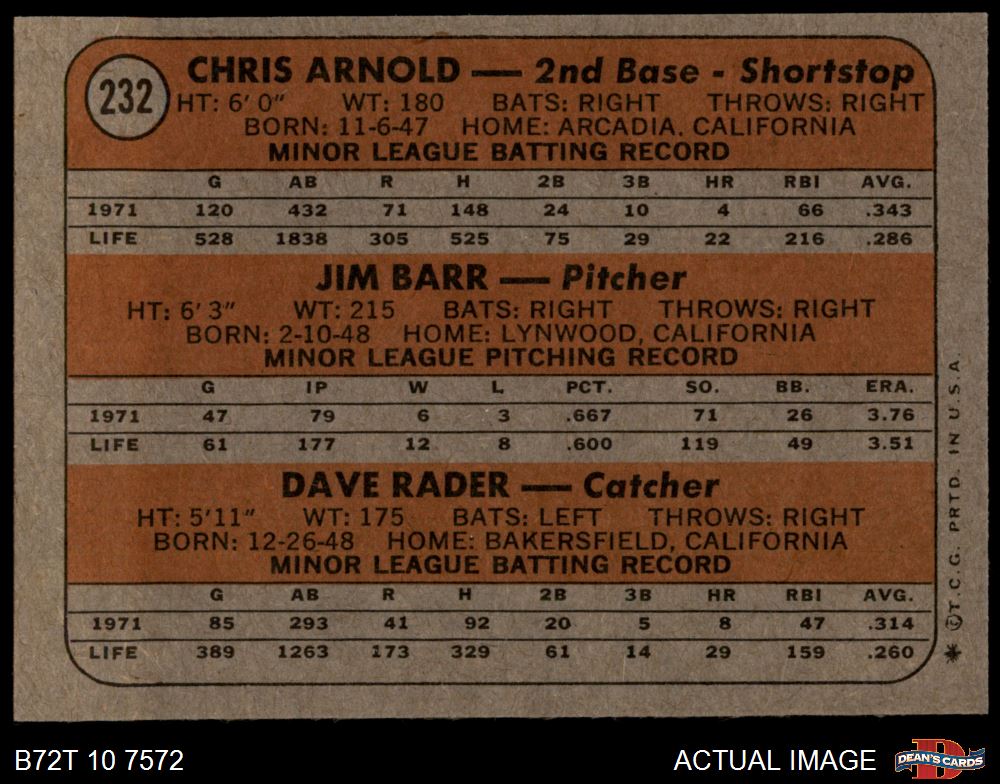 232
CHRIS ARNOLD — 2nd Base - Shortstop
HT: 6' 0" WT: 180 BATS: RIGHT THROWS: RIGHT
BORN: 11-6-47 HOME: ARCADIA. CALIFORNIA
MINOR LEAGUE BATTING RECORD
G AB R H 2B 3B HR RBI AVG.
1971 120 432 71 148 24 10 4 66 .343
LIFE 528 1838 305 525 75 29 22 216 .286
JIM BARR — Pitcher
HT: 6' 3" WT: 215 BATS: RIGHT THROWS: RIGHT
BORN: 2-10-48 HOME: LYNWOOD, CALIFORNIA
MINOR LEAGUE PITCHING RECORD
G IP W L PCT. SO. BB. ERA.
1971 47 79 6 3 .667 71 26 3.76
LIFE 61 177 12 8 .600 119 49 3.51
DAVE RADER — Catcher
HT: 5'11" WT: 175 BATS: LEFT THROWS: RIGHT
BORN: 12-26-48 HOME: BAKERSFIELD, CALIFORNIA
MINOR LEAGUE BATTING RECORD
G AB R H 2B 3B HR RBI AVG.
1971 85 293 41 92 20 5 8 47 .314
LIFE 389 1263 173 329 61 14 29 159 .260
* © T.C.G. PRTD. IN U.S.A.
B72T 10 7572
ACTUAL IMAGE
D
DEAN'S CARDS